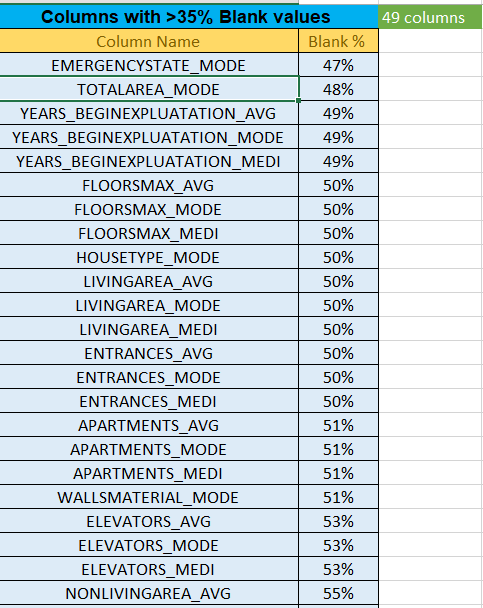 Columns with >35% Blank values 49 columns
Column Name Blank %
EMERGENCYSTATE_MODE 47%
TOTALAREA_MODE 48%
YEARS_BEGINEXPLUATATION_AVG 49%
YEARS_BEGINEXPLUATATION_MODE 49%
YEARS_BEGINEXPLUATATION_MEDI 49%
FLOORSMAX_AVG 50%
FLOORSMAX_MODE 50%
FLOORSMAX_MEDI 50%
HOUSETYPE_MODE 50%
LIVINGAREA_AVG 50%
LIVINGAREA_MODE 50%
LIVINGAREA_MEDI 50%
ENTRANCES_AVG 50%
ENTRANCES_MODE 50%
ENTRANCES_MEDI 50%
APARTMENTS_AVG 51%
APARTMENTS_MODE 51%
APARTMENTS_MEDI 51%
WALLSMATERIAL_MODE 51%
ELEVATORS_AVG 53%
ELEVATORS_MODE 53%
ELEVATORS_MEDI 53%
NONLIVINGAREA_AVG 55%